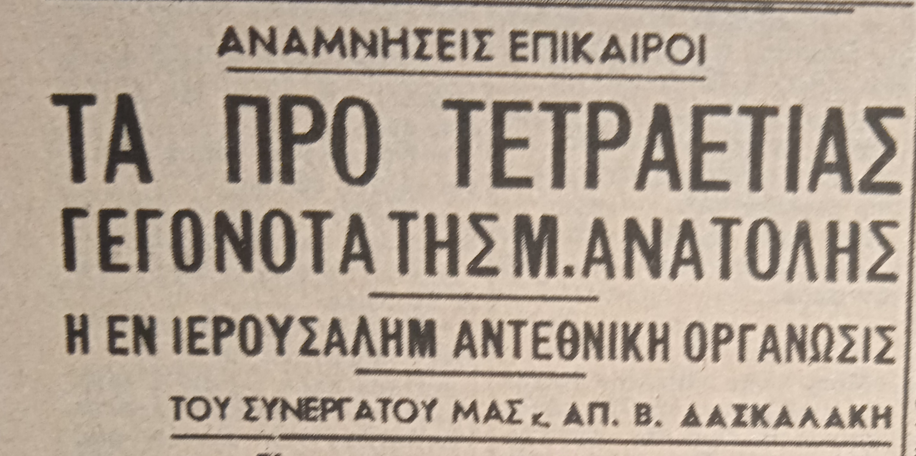 ΑΝΑΜΝΗΣΕΙΣ ΕΠΙΚΑΙΡΟΙ
ΤΑ ΠΡΟ ΤΕΤΡΑΕΤΙΑΣ
ΓΕΓΟΝΟΤΑ ΤΗΣ Μ. ΑΝΑΤΟΛΗΣ
Η ΕΝ ΙΕΡΟΥΣΑΛΗΜ ΑΝΤΕΘΝΙΚΗ ΟΡΓΑΝΩΣΙΣ
ΤΟΥ ΣΥΝΕΡΓΑΤΟΥ ΜΑΣ κ. ΑΠ. Β. ΔΑΣΚΑΛΑΚΗ